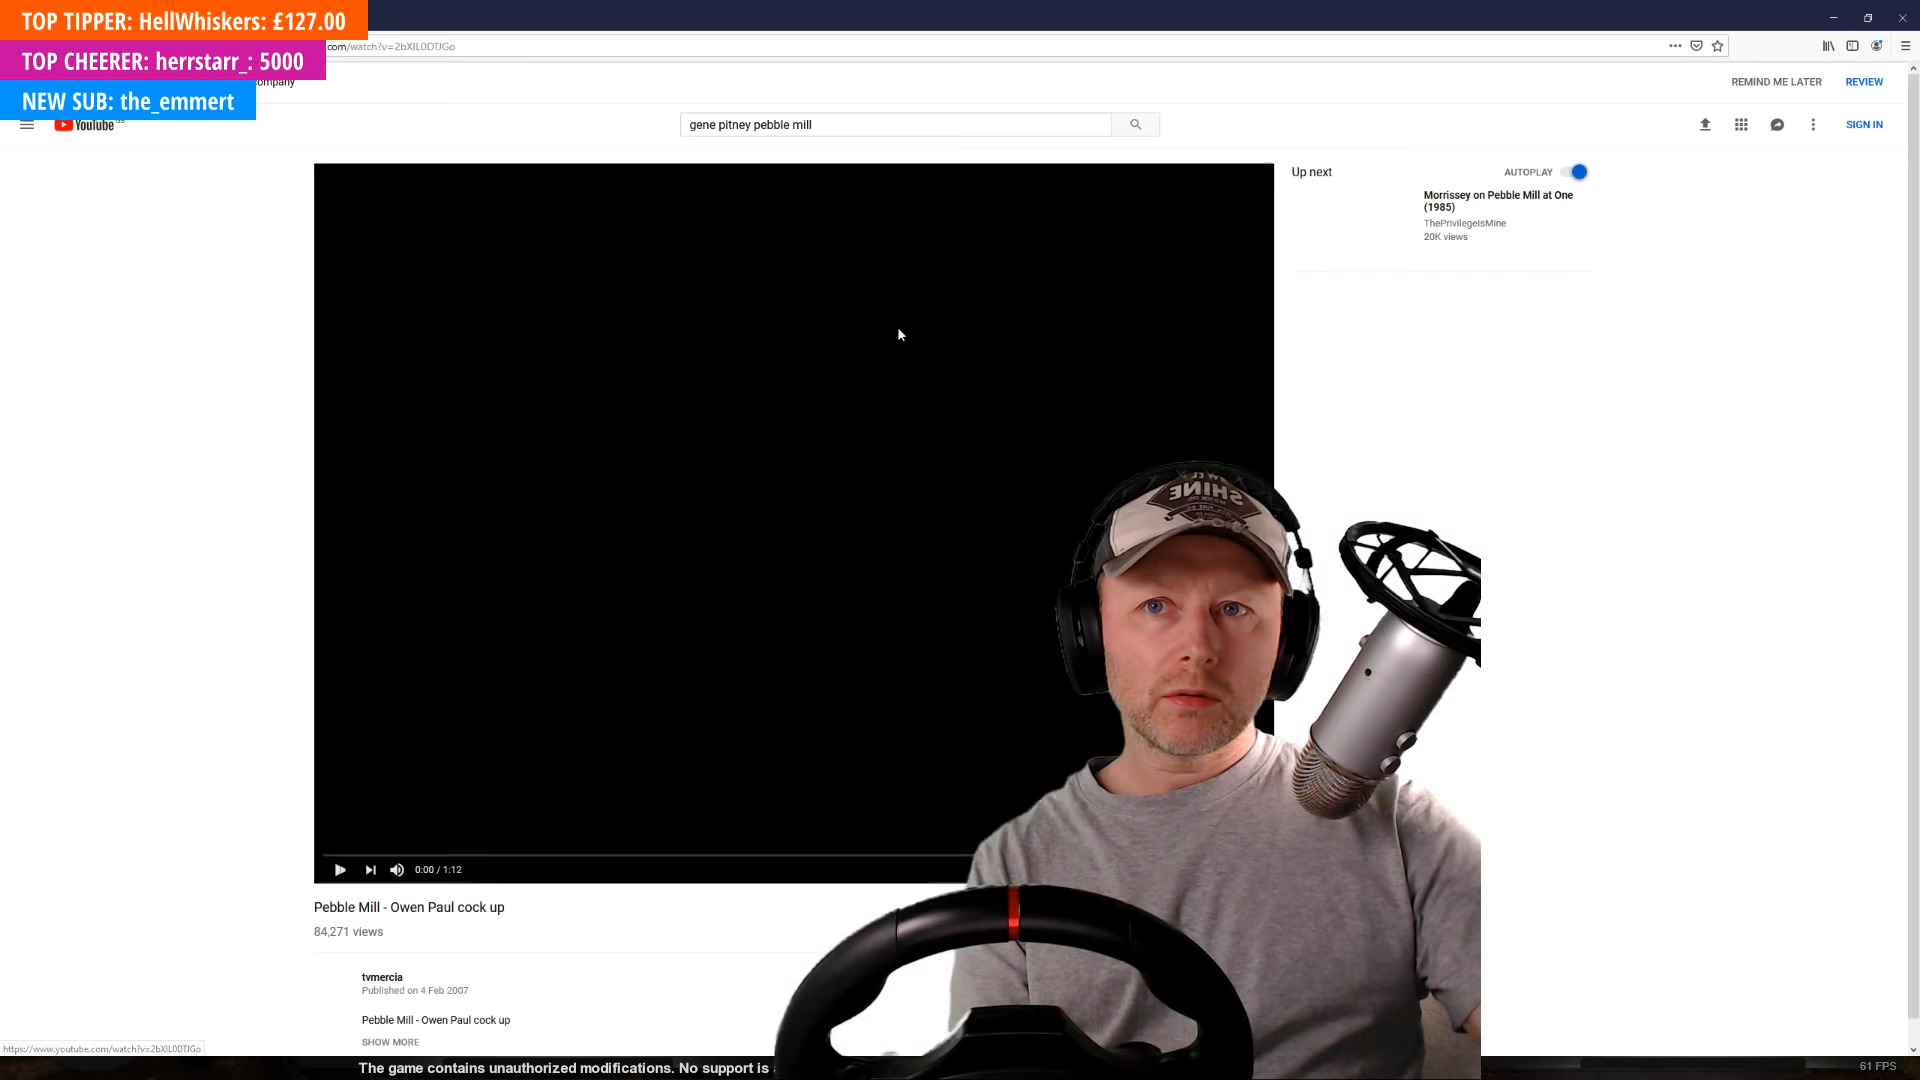 TOP TIPPER: HellWhiskers: £127.00
com/watch?v=2bXIL0DTJGo
TOP CHEERER: herrstarr_: 5000
company
REMIND ME LATER
REVIEW
NEW SUB: the_emmert
YouTube
gene pitney pebble mill
SIGN IN
Up next
AUTOPLAY
Morrissey on Pebble Mill at One
(1985)
ThePrivilegeIsMine
20K views
SHINE
0:00 / 1:12
Pebble Mill - Owen Paul cock up
84,271 views
tvmercia
Published on 4 Feb 2007
Pebble Mill - Owen Paul cock up
SHOW MORE
https://www.youtube.com/watch?v=2bXIL0DTJGo
The game contains unauthorized modifications. No support is
61 FPS